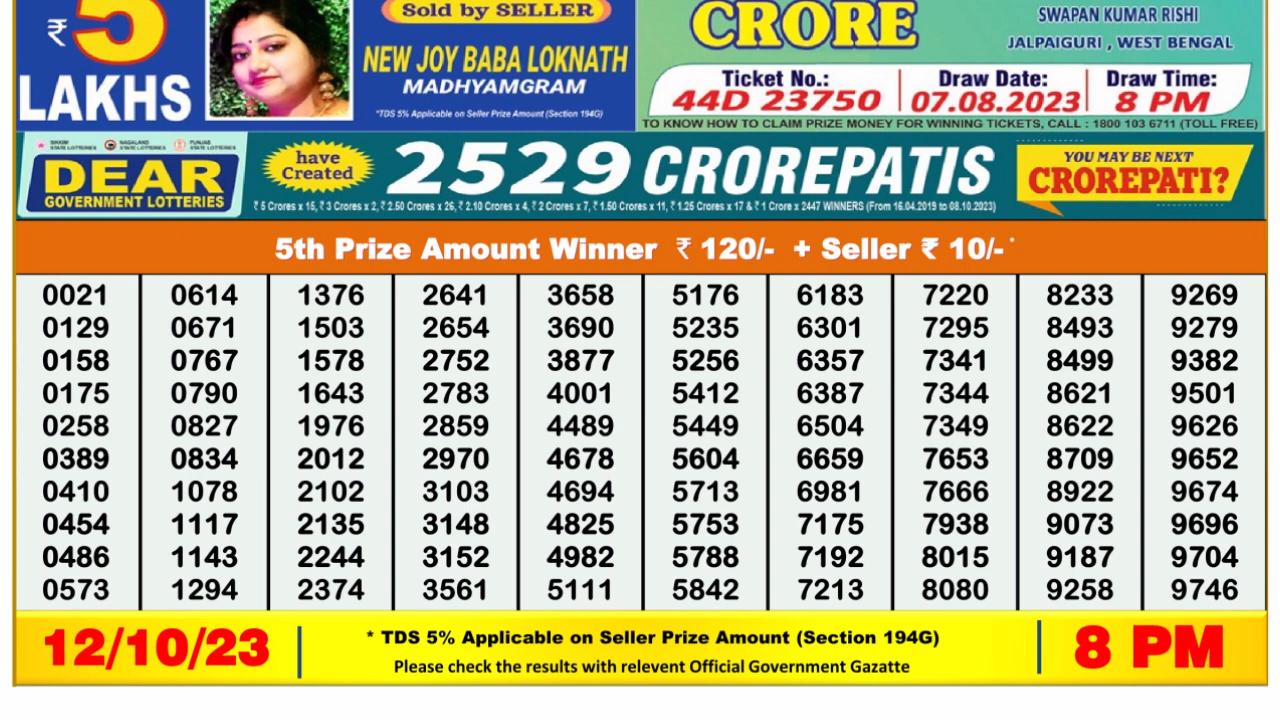 ₹5
LAKHS
Sold by SELLER
NEW JOY BABA LOKNATH
MADHYAMGRAM
*TDS 5% Applicable on Seller Prize Amount (Section 194G)
CRORE
SWAPAN KUMAR RISHI
JALPAIGURI , WEST BENGAL
Ticket No.: Draw Date: Draw Time:
44D 23750 07.08.2023 8 PM
TO KNOW HOW TO CLAIM PRIZE MONEY FOR WINNING TICKETS, CALL : 1800 103 6711 (TOLL FREE)
SIKKIM STATE LOTTERIES NAGALAND STATE LOTTERIES PUNJAB STATE LOTTERIES
DEAR
GOVERNMENT LOTTERIES
have
Created
2529 CROREPATIS
₹ 5 Crores x 15, ₹ 3 Crores x 2, ₹ 2.50 Crores x 26, ₹ 2.10 Crores x 4, ₹ 2 Crores x 7, ₹ 1.50 Crores x 11, ₹ 1.25 Crores x 17 & ₹ 1 Crore x 2447 WINNERS (From 16.04.2019 to 08.10.2023)
YOU MAY BE NEXT
CROREPATI?
5th Prize Amount Winner ₹ 120/- + Seller ₹ 10/- *
0021 0614 1376 2641 3658 5176 6183 7220 8233 9269
0129 0671 1503 2654 3690 5235 6301 7295 8493 9279
0158 0767 1578 2752 3877 5256 6357 7341 8499 9382
0175 0790 1643 2783 4001 5412 6387 7344 8621 9501
0258 0827 1976 2859 4489 5449 6504 7349 8622 9626
0389 0834 2012 2970 4678 5604 6659 7653 8709 9652
0410 1078 2102 3103 4694 5713 6981 7666 8922 9674
0454 1117 2135 3148 4825 5753 7175 7938 9073 9696
0486 1143 2244 3152 4982 5788 7192 8015 9187 9704
0573 1294 2374 3561 5111 5842 7213 8080 9258 9746
12/10/23
* TDS 5% Applicable on Seller Prize Amount (Section 194G)
Please check the results with relevent Official Government Gazatte
8 PM